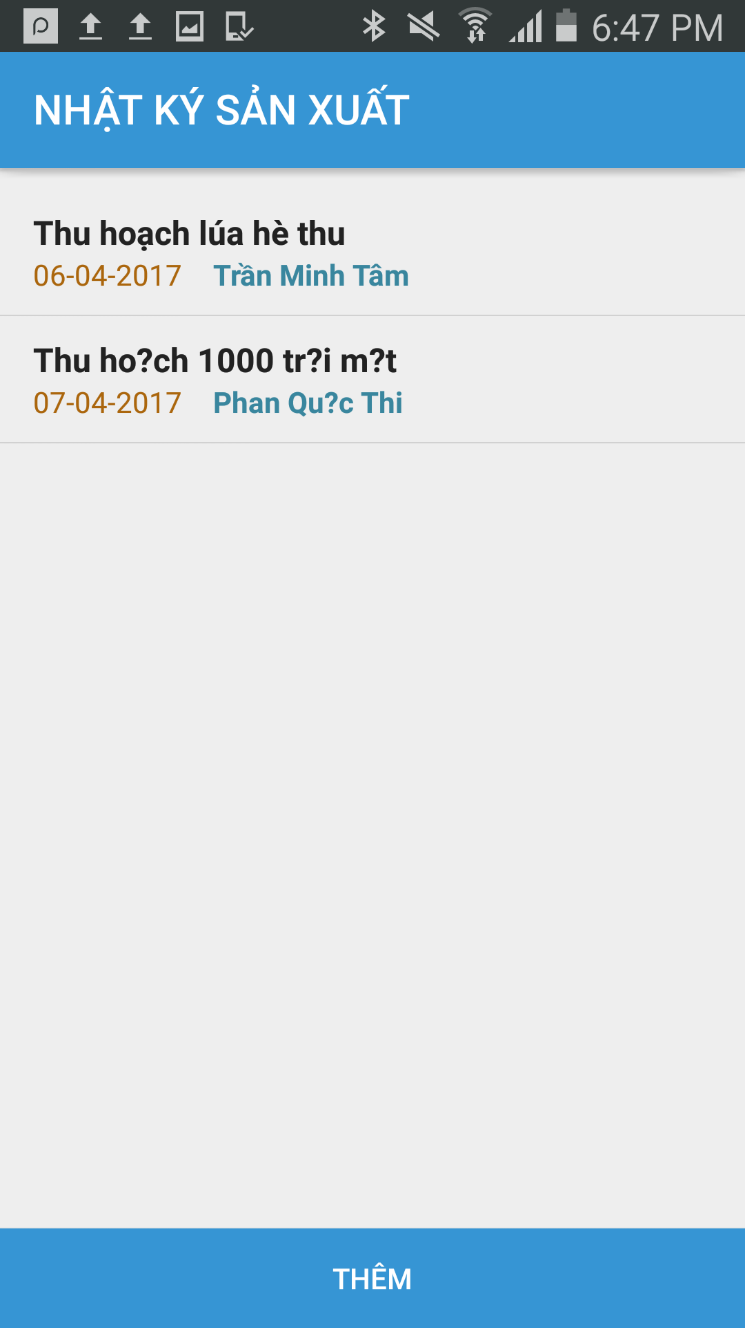 6:47 PM
NHẬT KÝ SẢN XUẤT
Thu hoạch lúa hè thu
06-04-2017 Trần Minh Tâm
Thu ho?ch 1000 tr?i m?t
07-04-2017 Phan Qu?c Thi
THÊM